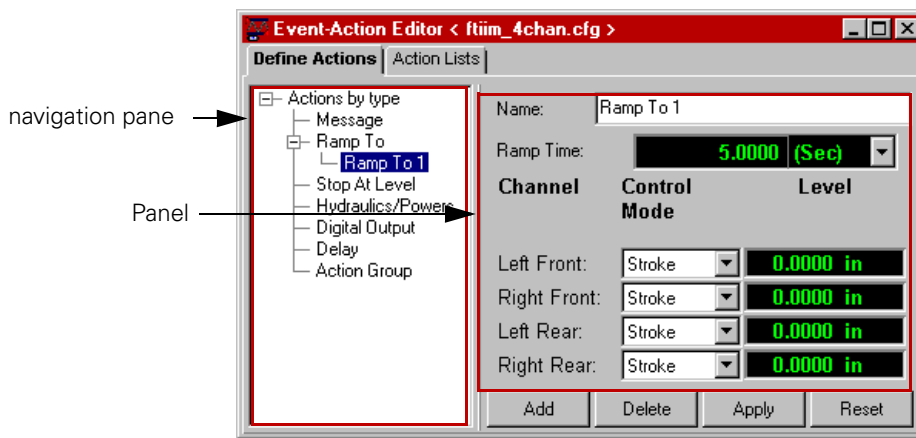 Event-Action Editor < ftiim_4chan.cfg >
Define Actions Action Lists
navigation pane
Panel
Actions by type
Message
Ramp To
Ramp To 1
Stop At Level
Hydraulics/Powers
Digital Output
Delay
Action Group
Name: Ramp To 1
Ramp Time: 5.0000 (Sec)
Channel Control Mode Level
Left Front: Stroke 0.0000 in
Right Front: Stroke 0.0000 in
Left Rear: Stroke 0.0000 in
Right Rear: Stroke 0.0000 in
Add Delete Apply Reset